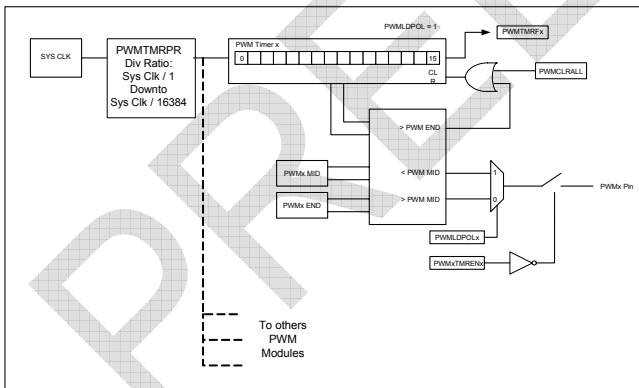 PWMLDPOL = 1
SYS CLK
PWMTMRPR
Div Ratio:
Sys Clk / 1
Downto
Sys Clk / 16384
PWM Timer x
0
15
PWMTMRFx
CL
R
PWMCLRALL
> PWM END
PWMx MID
< PWM MID
1
PWMx Pin
PWMx END
> PWM MID
0
PWMLDPOLx
PWMxTMRENx
To others
PWM
Modules
PREL